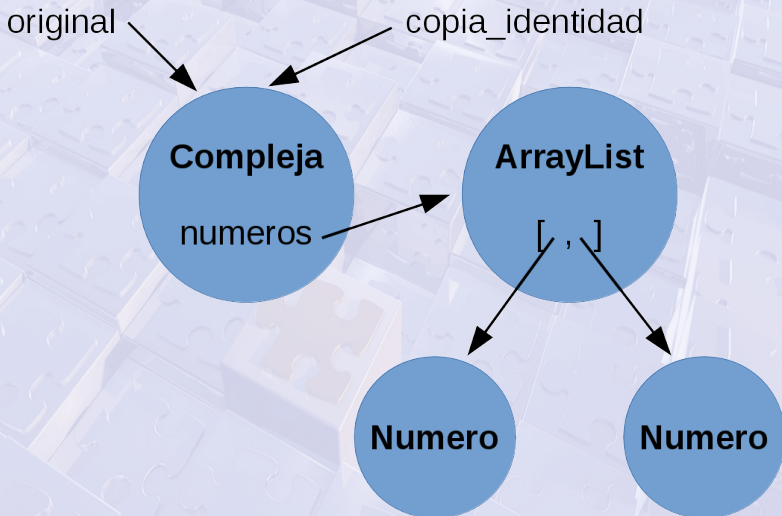 original
copia_identidad
Compleja
ArrayList
numeros
[ , ]
Numero
Numero